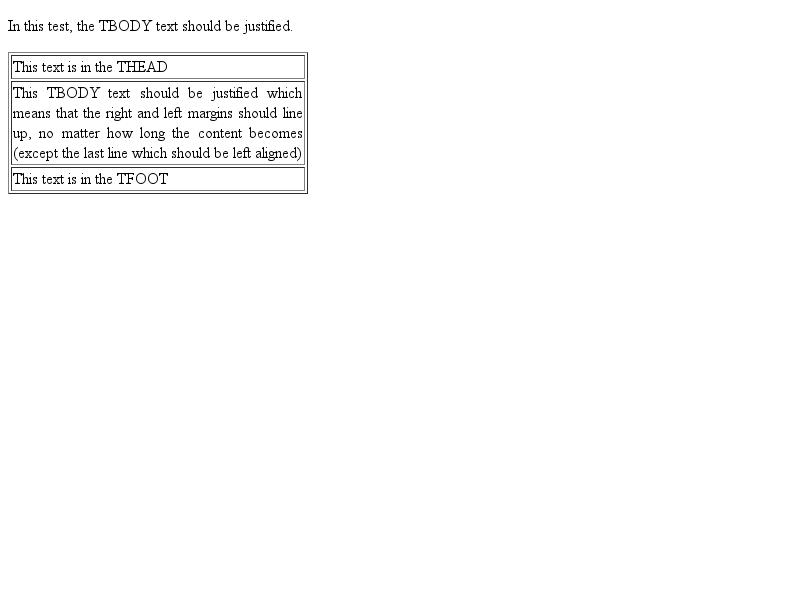 In this test, the TBODY text should be justified.
This text is in the THEAD
This TBODY text should be justified which
means that the right and left margins should line
up, no matter how long the content becomes
(except the last line which should be left aligned)
This text is in the TFOOT